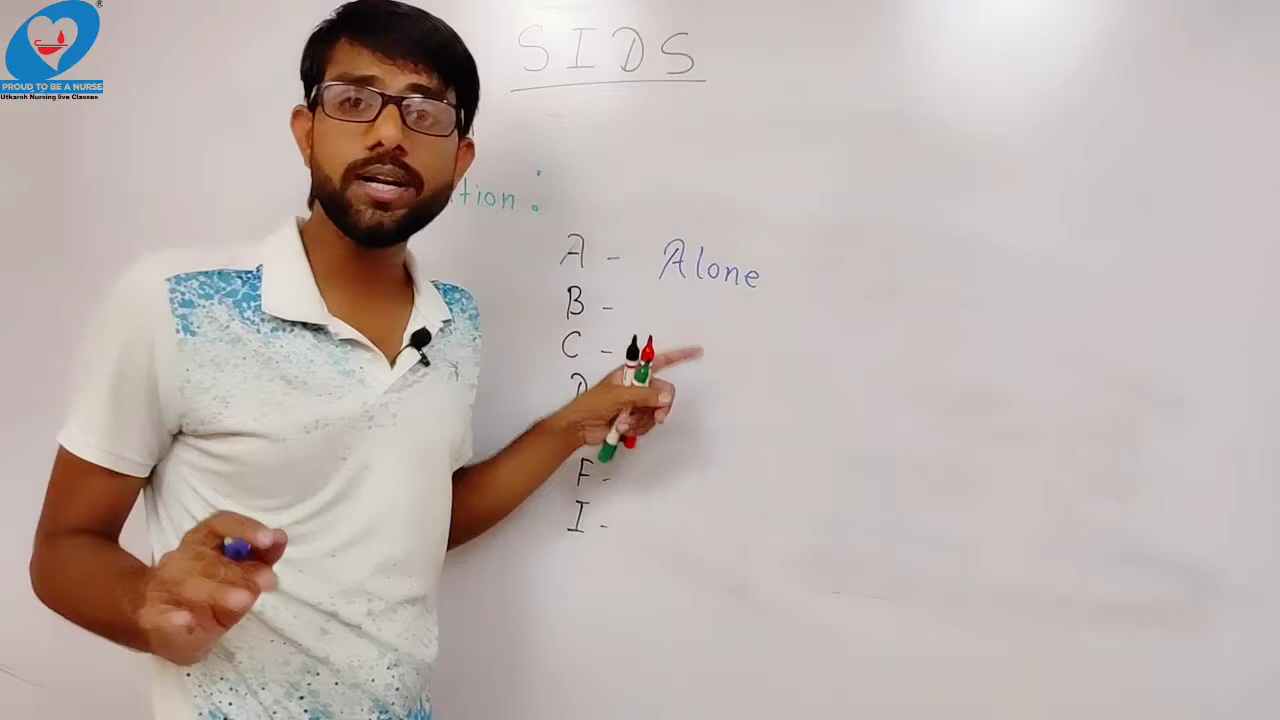 PROUD TO BE A NURSE
Utkarsh Nursing live Classes
SIDS
tion :
A - Alone
B -
C -
D
F -
I -